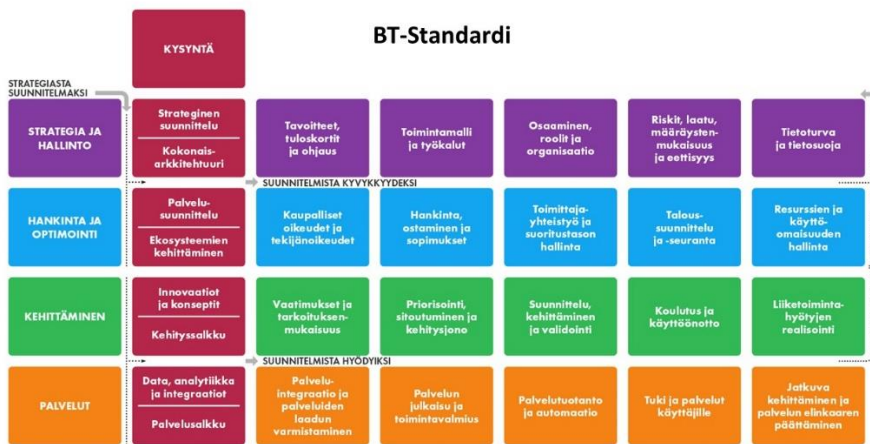 BT-Standardi
KYSYNTÄ
STRATEGIASTA
SUUNNITELMAKSI
STRATEGIA JA
HALLINTO
Strateginen
suunnittelu
Kokonais-
arkkitehtuuri
Tavoitteet,
tuloskortit
ja ohjaus
Toimintamalli
ja työkalut
Osaaminen,
roolit ja
organisaatio
Riskit, laatu,
määräysten-
mukaisuus
ja eettisyys
Tietoturva
ja tietosuoja
SUUNNITELMISTA KYVYKKYYDEKSI
HANKINTA JA
OPTIMOINTI
Palvelu-
suunnittelu
Ekosysteemien
kehittäminen
Kaupalliset
oikeudet ja
tekijänoikeudet
Hankinta,
ostaminen ja
sopimukset
Toimittaja-
yhteistyö ja
suoritustason
hallinta
Talous-
suunnittelu
ja -seuranta
Resurssien ja
käyttö-
omaisuuden
hallinta
KEHITTÄMINEN
Innovaatiot
ja konseptit
Kehityssalkku
Vaatimukset ja
tarkoituksen-
mukaisuus
Priorisointi,
sitoutuminen ja
kehitysjono
Suunnittelu,
kehittäminen
ja validointi
Koulutus ja
käyttöönotto
Liiketoiminta-
hyötyjen
realisointi
SUUNNITELMISTA HYÖDYIKSI
PALVELUT
Data, analytiikka
ja integraatiot
Palvelusalkku
Palvelu-
integraatio ja
palveluiden
laadun
varmistaminen
Palvelun
julkaisu ja
toimintavalmius
Palvelutuotanto
ja automaatio
Tuki ja palvelut
käyttäjille
Jatkuva
kehittäminen ja
palvelun elinkaaren
päättäminen